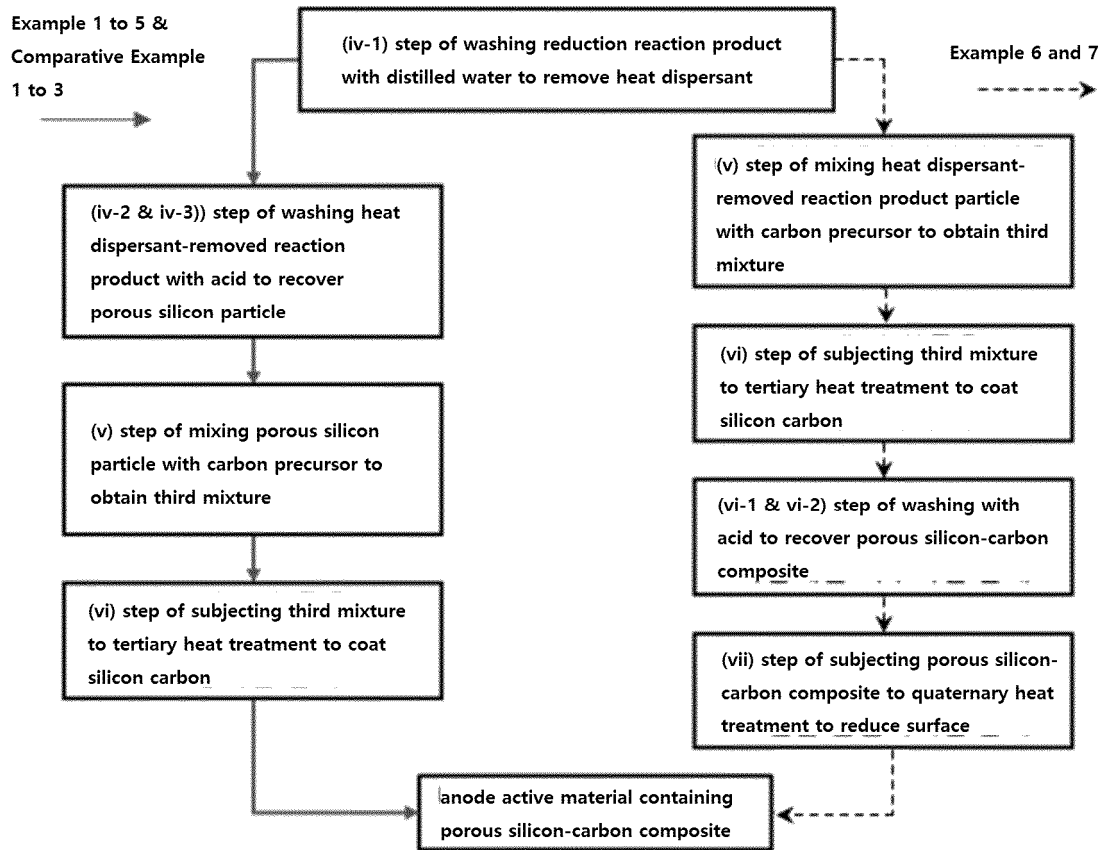 Example 1 to 5 &
Comparative Example
1 to 3
(iv-1) step of washing reduction reaction product
with distilled water to remove heat dispersant
Example 6 and 7
(iv-2 & iv-3)) step of washing heat
dispersant-removed reaction
product with acid to recover
porous silicon particle
(v) step of mixing porous silicon
particle with carbon precursor to
obtain third mixture
(vi) step of subjecting third mixture
to tertiary heat treatment to coat
silicon carbon
(v) step of mixing heat dispersant-
removed reaction product particle
with carbon precursor to obtain third
mixture
(vi) step of subjecting third mixture
to tertiary heat treatment to coat
silicon carbon
(vi-1 & vi-2) step of washing with
acid to recover porous silicon-carbon
composite
(vii) step of subjecting porous silicon-
carbon composite to quaternary heat
treatment to reduce surface
anode active material containing
porous silicon-carbon composite